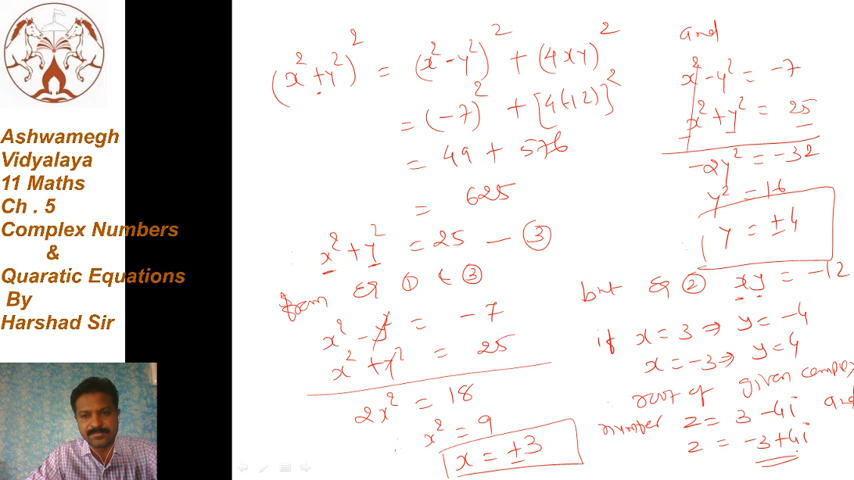 Ashwamegh
Vidyalaya
11 Maths
Ch . 5
Complex Numbers
&
Quaratic Equations
By
Harshad Sir
(x² + y²)² = (x² - y²)² + (4xy)²
= (-7)² + [4(-12)]²
= 49 + 576
= 625
x² + y² = 25 — ③
from eq ① & ③
x² - y² = -7
x² + y² = 25
2x² = 18
∴ x² = 9
x = ±3
and
x² - y² = -7
x² + y² = 25
-2y² = -32
y² = 16
∴ y = ±4
but eq ② xy = -12
if x = 3 ⇒ y = -4
x = -3 ⇒ y = 4
∴ root of given complex
number z = 3 - 4i and
z = -3 + 4i